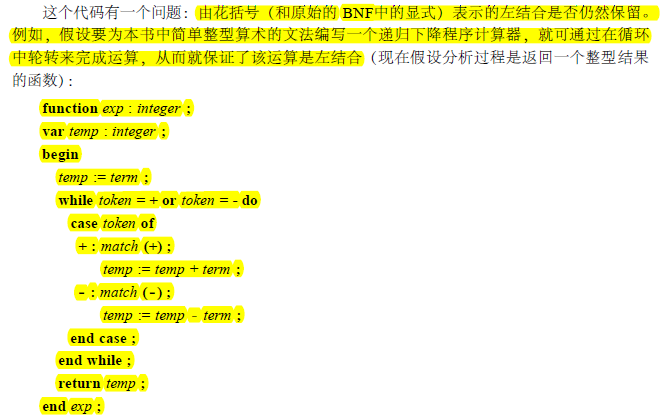 这个代码有一个问题：由花括号（和原始的 BNF中的显式）表示的左结合是否仍然保留。
例如，假设要为本书中简单整型算术的文法编写一个递归下降程序计算器，就可通过在循环
中轮转来完成运算，从而就保证了该运算是左结合（现在假设分析过程是返回一个整型结果
的函数）：
function exp : integer ;
var temp : integer ;
begin
temp := term ;
while token = + or token = - do
case token of
+ : match (+) ;
temp := temp + term ;
- : match (-) ;
temp := temp - term ;
end case ;
end while ;
return temp ;
end exp ;